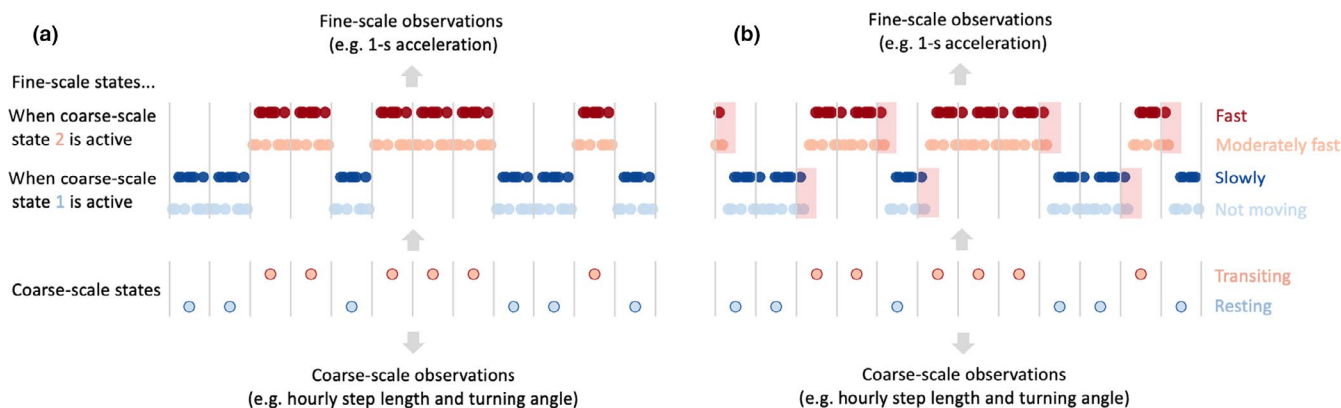 (a)
Fine-scale observations
(e.g. 1-s acceleration)
Fine-scale states...
When coarse-scale
state 2 is active
When coarse-scale
state 1 is active
Coarse-scale states
Coarse-scale observations
(e.g. hourly step length and turning angle)
(b)
Fine-scale observations
(e.g. 1-s acceleration)
Fast
Moderately fast
Slowly
Not moving
Transiting
Resting
Coarse-scale observations
(e.g. hourly step length and turning angle)